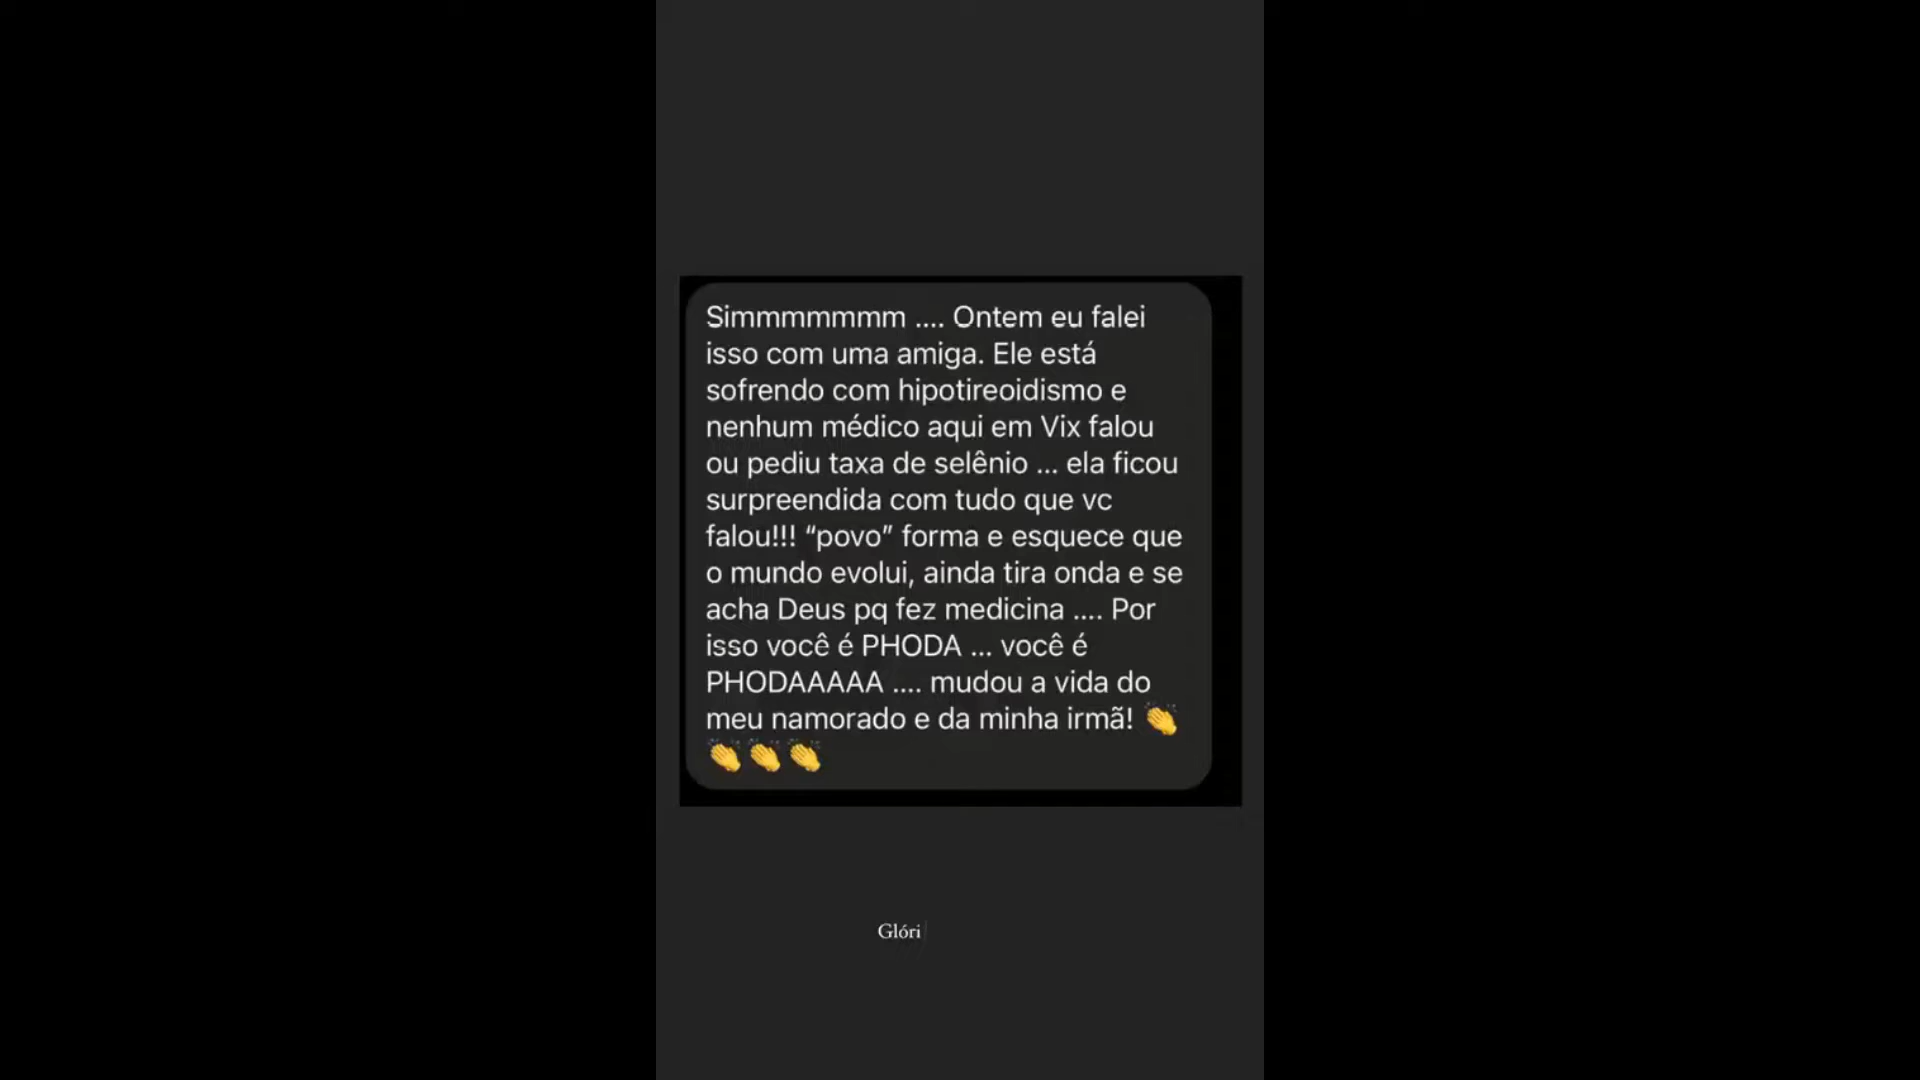 Simmmmmmm .... Ontem eu falei
isso com uma amiga. Ele está
sofrendo com hipotireoidismo e
nenhum médico aqui em Vix falou
ou pediu taxa de selênio ... ela ficou
surpreendida com tudo que vc
falou!!! “povo” forma e esquece que
o mundo evolui, ainda tira onda e se
acha Deus pq fez medicina .... Por
isso você é PHODA ... você é
PHODAAAAA .... mudou a vida do
meu namorado e da minha irmã! 👏
👏👏👏
Glóri